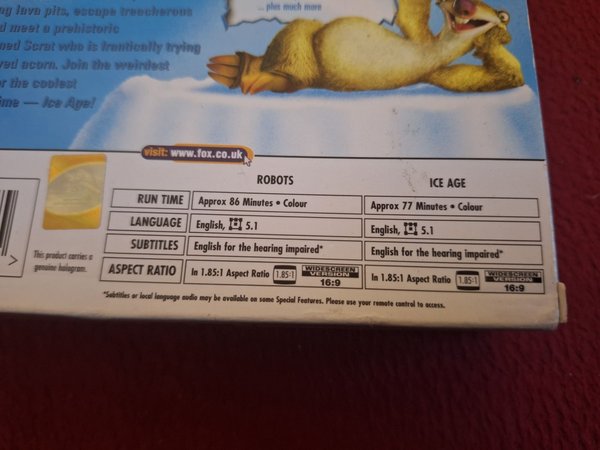 ... plus much more
ng lava pits, escape treacherous
d meet a prehistoric
ned Scrat who is frantically trying
ved acorn. Join the weirdest
or the coolest
ime — Ice Age!
visit: www.fox.co.uk
ROBOTS ICE AGE
RUN TIME Approx 86 Minutes • Colour Approx 77 Minutes • Colour
LANGUAGE English, 5.1 English, 5.1
SUBTITLES English for the hearing impaired* English for the hearing impaired*
ASPECT RATIO In 1.85:1 Aspect Ratio 1.85:1 WIDESCREEN VERSION 16:9 In 1.85:1 Aspect Ratio 1.85:1 WIDESCREEN VERSION 16:9
This product carries a
genuine hologram.
*Subtitles or local language audio may be available on some Special Features. Please use your remote control to access.